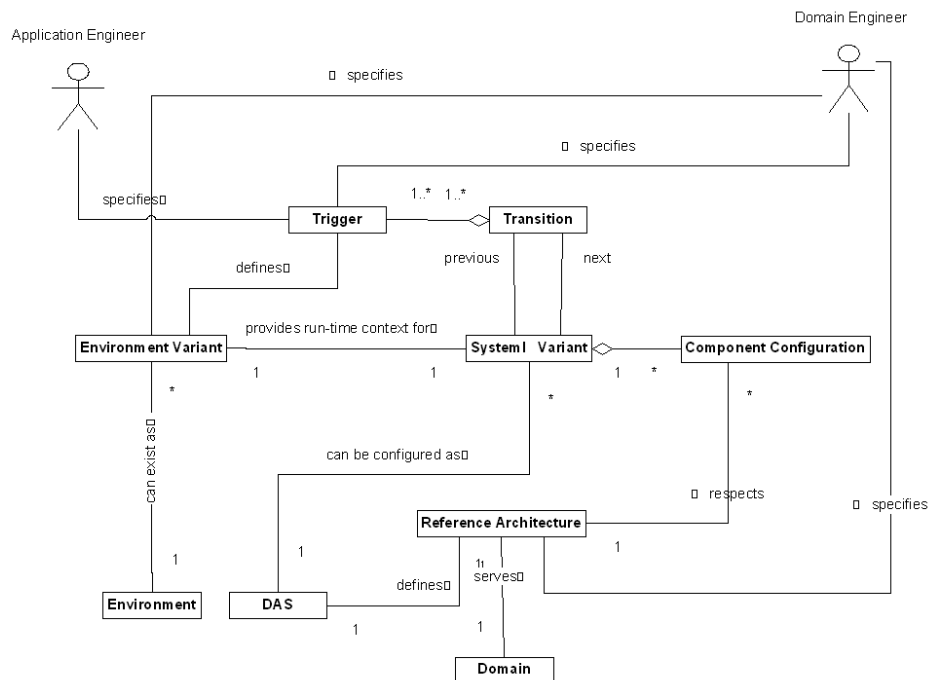 Domain Engineer
Application Engineer
▯ specifies
▯ specifies
specifies▯
1..* 1..*
Trigger
Transition
defines▯
previous
next
provides run-time context for▯
Environment Variant
SystemI Variant
Component Configuration
1
1
1
*
*
*
*
can exist as▯
can be configured as▯
▯ respects
▯ specifies
Reference Architecture
1
1
1
11
defines▯
serves▯
Environment
DAS
1
1
Domain